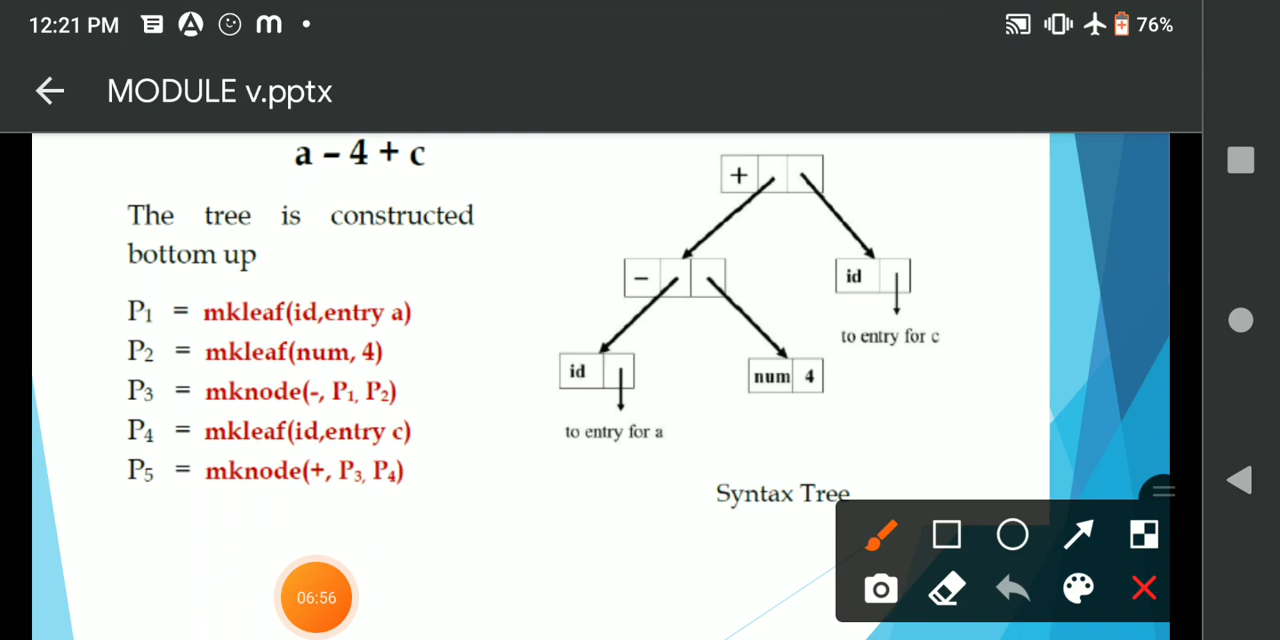 12:21 PM
76%
MODULE v.pptx
a – 4 + c
The tree is constructed
bottom up
P1 = mkleaf(id,entry a)
P2 = mkleaf(num, 4)
P3 = mknode(-, P1, P2)
P4 = mkleaf(id,entry c)
P5 = mknode(+, P3, P4)
+
–
id
to entry for c
id
num 4
to entry for a
Syntax Tree
06:56